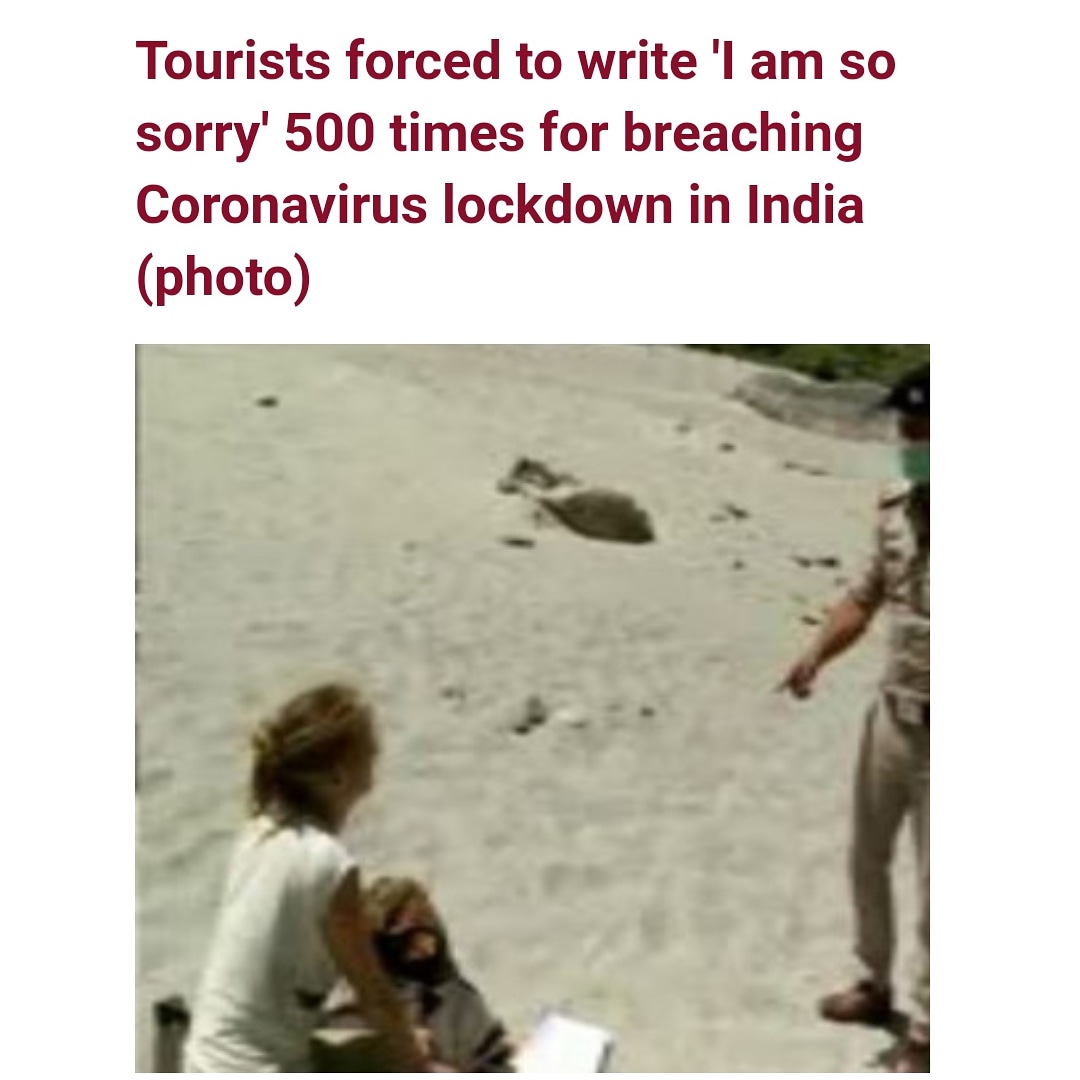 Tourists forced to write 'I am so
sorry' 500 times for breaching
Coronavirus lockdown in India
(photo)